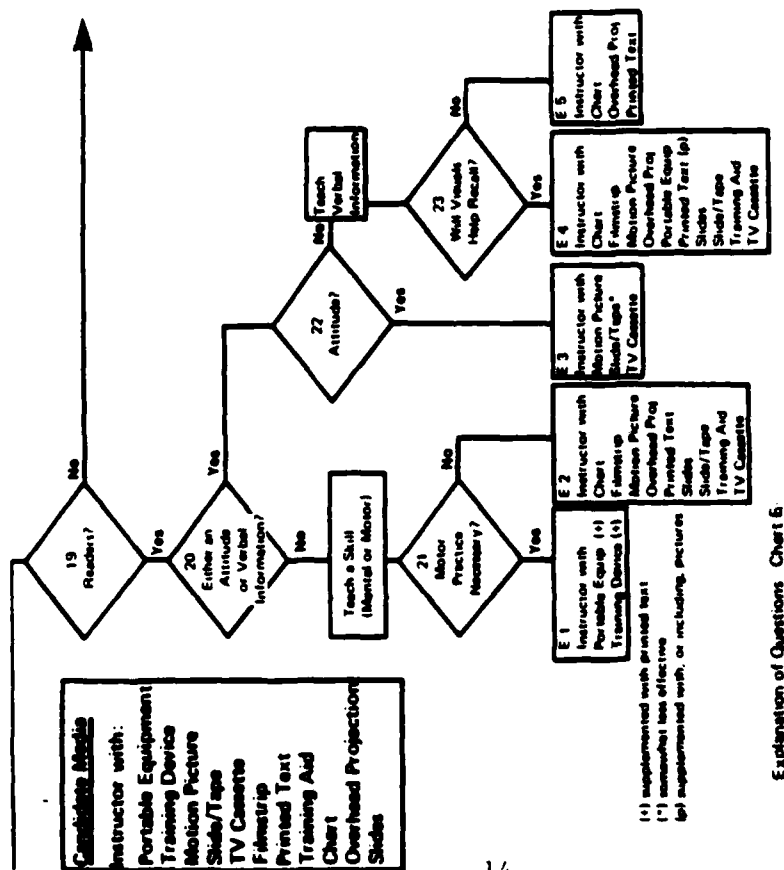 Candidate Media
Instructor with:
Portable Equipment
Training Device
Motion Picture
Slide/Tape
TV Cassette
Filmstrip
Printed Text
Training Aid
Chart
Overhead Projection
Slides
19
Readers?
No
Yes
20
Either an
Attitude
or Verbal
Information?
Yes
No
22
Attitude?
No
Yes
Teach
Verbal
Information
Teach a Skill
(Mental or Motor)
21
Motor
Practice
Necessary?
No
Yes
23
Will Visuals
Help Recall?
No
Yes
E 1
Instructor with
Portable Equip (+)
Training Device (+)
E 2
Instructor with
Chart
Filmstrip
Motion Picture
Overhead Proj
Printed Text
Slides
Slide/Tape
Training Aid
TV Cassette
E 3
Instructor with
Motion Picture
Slide/Tape*
TV Cassette
E 4
Instructor with
Chart
Filmstrip
Motion Picture
Overhead Proj
Portable Equip
Printed Text (p)
Slides
Slide/Tape
Training Aid
TV Cassette
E 5
Instructor with
Chart
Overhead Proj
Printed Text
(+) supplemented with printed text
(*) somewhat less effective
(p) supplemented with, or including, pictures
Explanation of Questions Chart 6
14